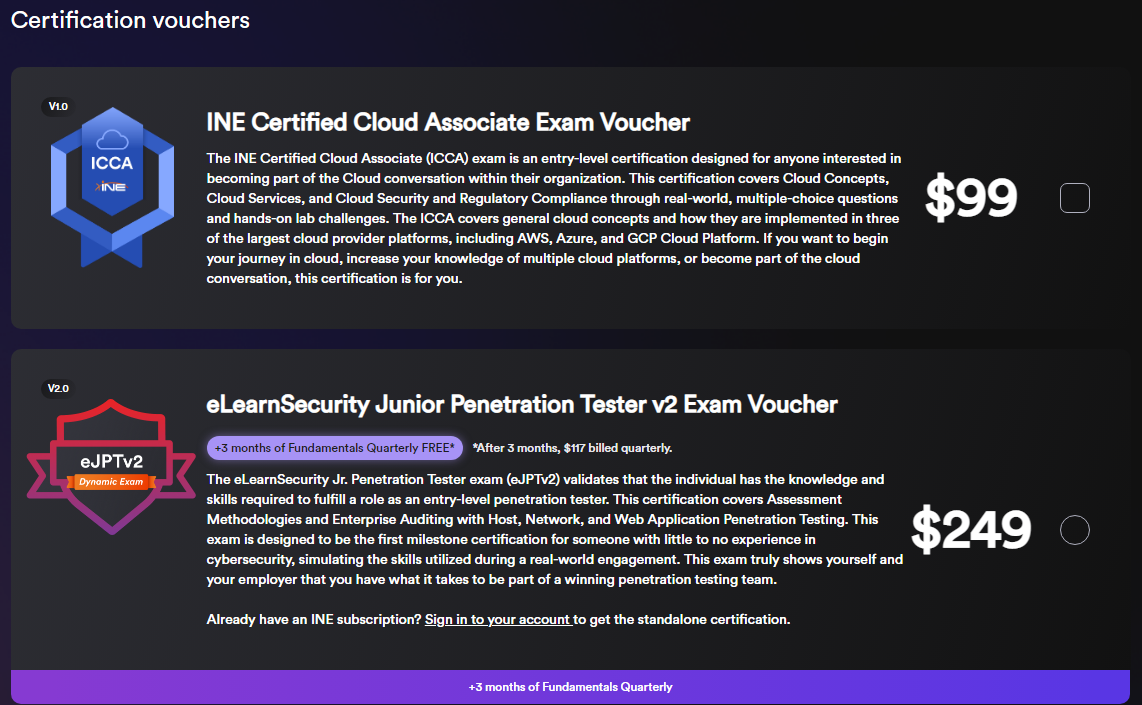 Certification vouchers
V1.0
ICCA
INE
INE Certified Cloud Associate Exam Voucher
The INE Certified Cloud Associate (ICCA) exam is an entry-level certification designed for anyone interested in
becoming part of the Cloud conversation within their organization. This certification covers Cloud Concepts,
Cloud Services, and Cloud Security and Regulatory Compliance through real-world, multiple-choice questions
and hands-on lab challenges. The ICCA covers general cloud concepts and how they are implemented in three
of the largest cloud provider platforms, including AWS, Azure, and GCP Cloud Platform. If you want to begin
your journey in cloud, increase your knowledge of multiple cloud platforms, or become part of the cloud
conversation, this certification is for you.
$99
V2.0
eJPTv2
Dynamic Exam
eLearnSecurity Junior Penetration Tester v2 Exam Voucher
+3 months of Fundamentals Quarterly FREE* *After 3 months, $117 billed quarterly.
The eLearnSecurity Jr. Penetration Tester exam (eJPTv2) validates that the individual has the knowledge and
skills required to fulfill a role as an entry-level penetration tester. This certification covers Assessment
Methodologies and Enterprise Auditing with Host, Network, and Web Application Penetration Testing. This
exam is designed to be the first milestone certification for someone with little to no experience in
cybersecurity, simulating the skills utilized during a real-world engagement. This exam truly shows yourself and
your employer that you have what it takes to be part of a winning penetration testing team.
Already have an INE subscription? Sign in to your account to get the standalone certification.
$249
+3 months of Fundamentals Quarterly